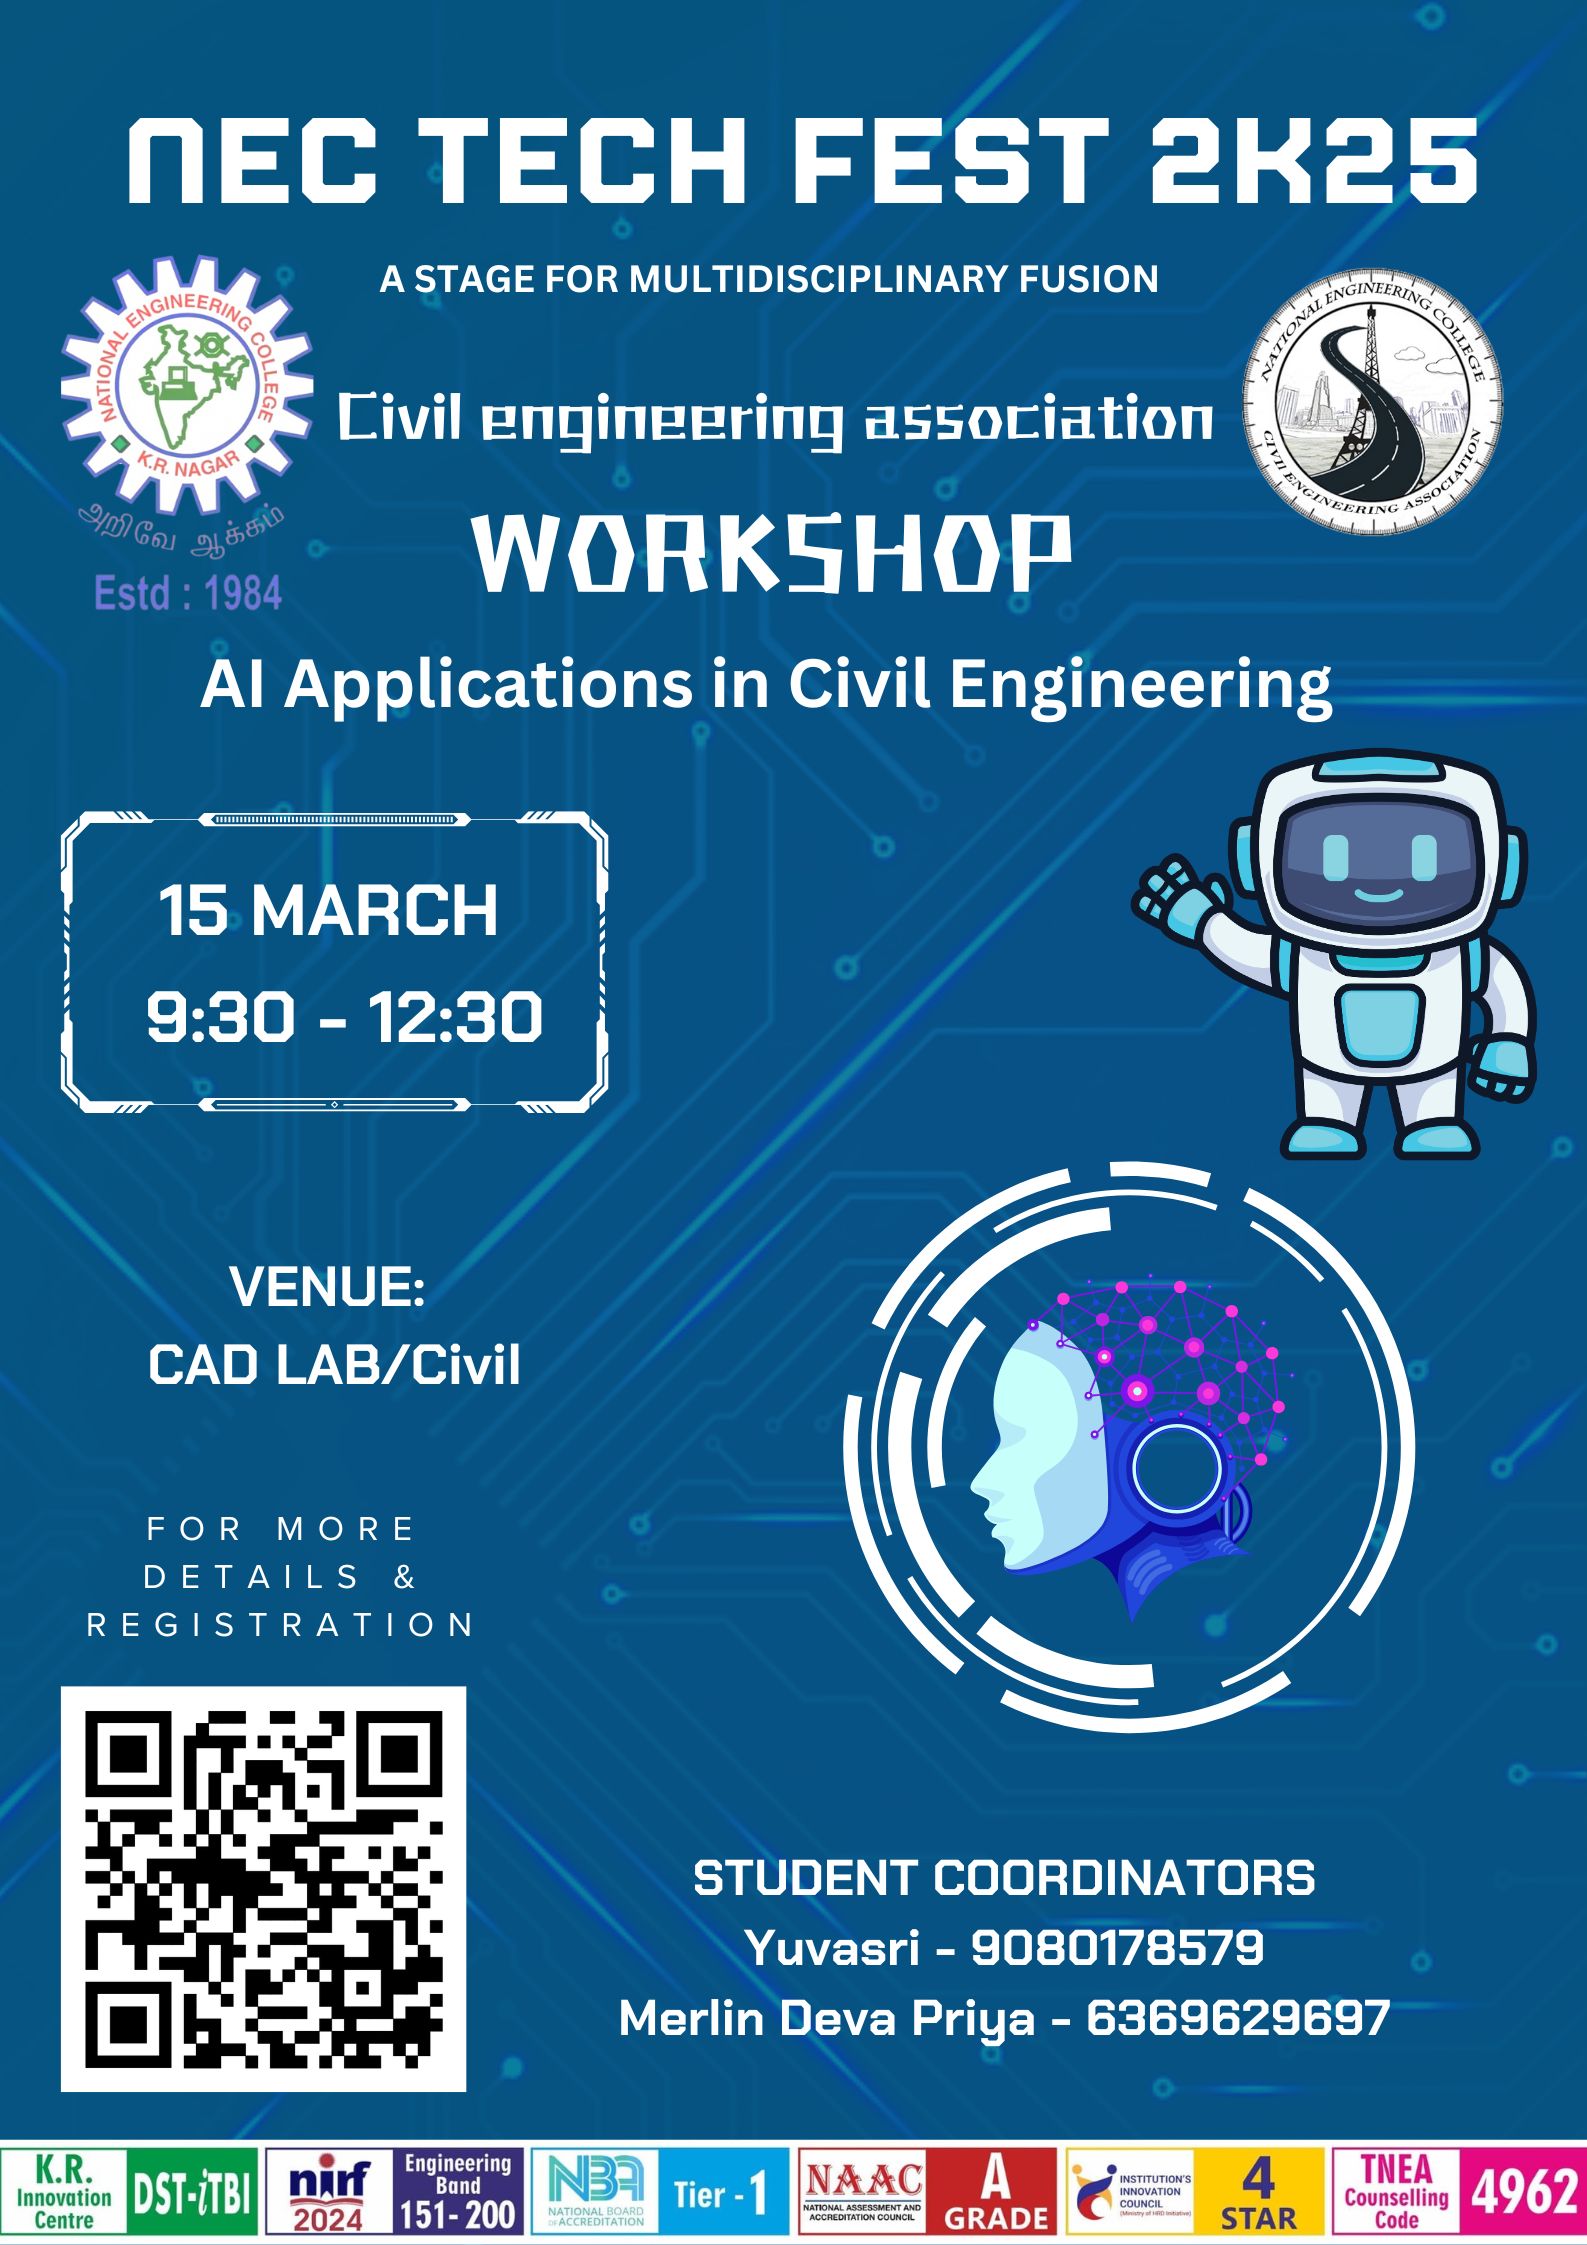 NEC TECH FEST 2K25
A STAGE FOR MULTIDISCIPLINARY FUSION
NATIONAL ENGINEERING COLLEGE
K.R. NAGAR
அறிவே ஆக்கம்
Estd : 1984
Civil engineering association
NATIONAL ENGINEERING COLLEGE
CIVIL ENGINEERING ASSOCIATION
WORKSHOP
AI Applications in Civil Engineering
15 MARCH
9:30 - 12:30
VENUE:
CAD LAB/Civil
FOR MORE
DETAILS &
REGISTRATION
STUDENT COORDINATORS
Yuvasri - 9080178579
Merlin Deva Priya - 6369629697
K.R.
Innovation
Centre
DST-iTBI
nirf
2024
Engineering
Band
151- 200
NBA
NATIONAL BOARD
OF ACCREDITATION
Tier - 1
NAAC
NATIONAL ASSESSMENT AND
ACCREDITATION COUNCIL
A
GRADE
INSTITUTION'S
INNOVATION
COUNCIL
(Ministry of HRD Initiative)
4
STAR
TNEA
Counselling
Code
4962